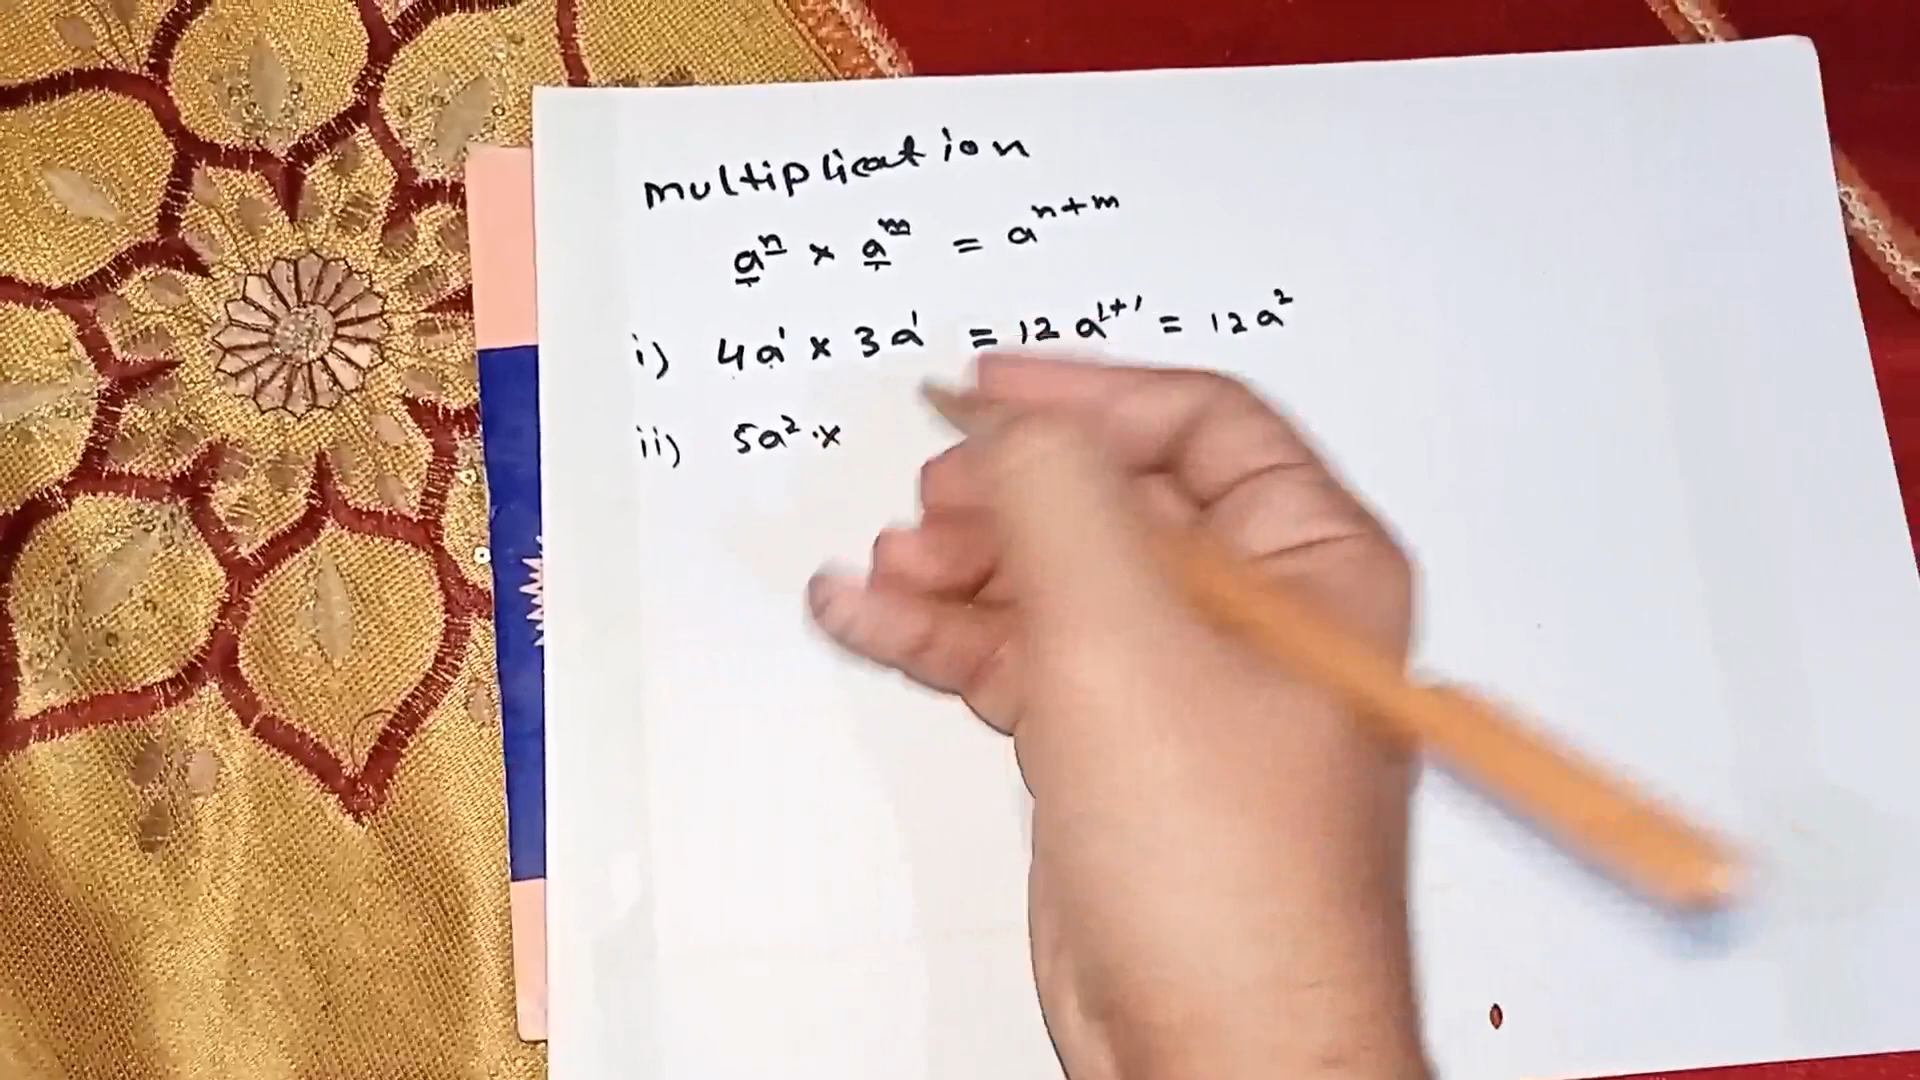 multiplication
aⁿ × aᵐ = aⁿ⁺ᵐ
i) 4a¹ × 3a¹ = 12a¹⁺¹ = 12a²
ii) 5a² ×